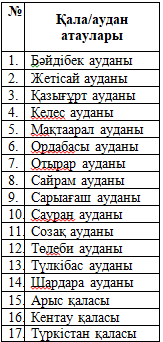 № Қала/аудан
атаулары
1. Бәйдібек ауданы
2. Жетісай ауданы
3. Қазығұрт ауданы
4. Келес ауданы
5. Мақтаарал ауданы
6. Ордабасы ауданы
7. Отырар ауданы
8. Сайрам ауданы
9. Сарыағаш ауданы
10. Сауран ауданы
11. Созақ ауданы
12. Төлеби ауданы
13. Түлкібас ауданы
14. Шардара ауданы
15. Арыс қаласы
16. Кентау қаласы
17. Түркістан қаласы